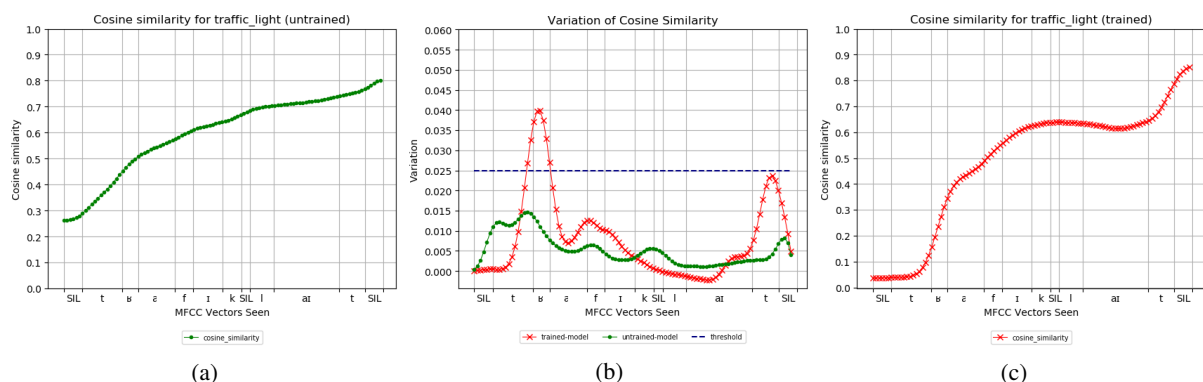 Cosine similarity for traffic_light (untrained)
1.0
0.9
0.8
0.7
0.6
0.5
0.4
0.3
0.2
0.1
0.0
Cosine similarity
SIL t ʁ ɛ f ɪ k SIL l aɪ t SIL
MFCC Vectors Seen
cosine_similarity
(a)
Variation of Cosine Similarity
0.060
0.055
0.050
0.045
0.040
0.035
0.030
0.025
0.020
0.015
0.010
0.005
0.000
Variation
SIL t ʁ ɛ f ɪ k SIL l aɪ t SIL
MFCC Vectors Seen
trained-model untrained-model threshold
(b)
Cosine similarity for traffic_light (trained)
1.0
0.9
0.8
0.7
0.6
0.5
0.4
0.3
0.2
0.1
0.0
Cosine similarity
SIL t ʁ ɛ f ɪ k SIL l aɪ t SIL
MFCC Vectors Seen
cosine_similarity
(c)